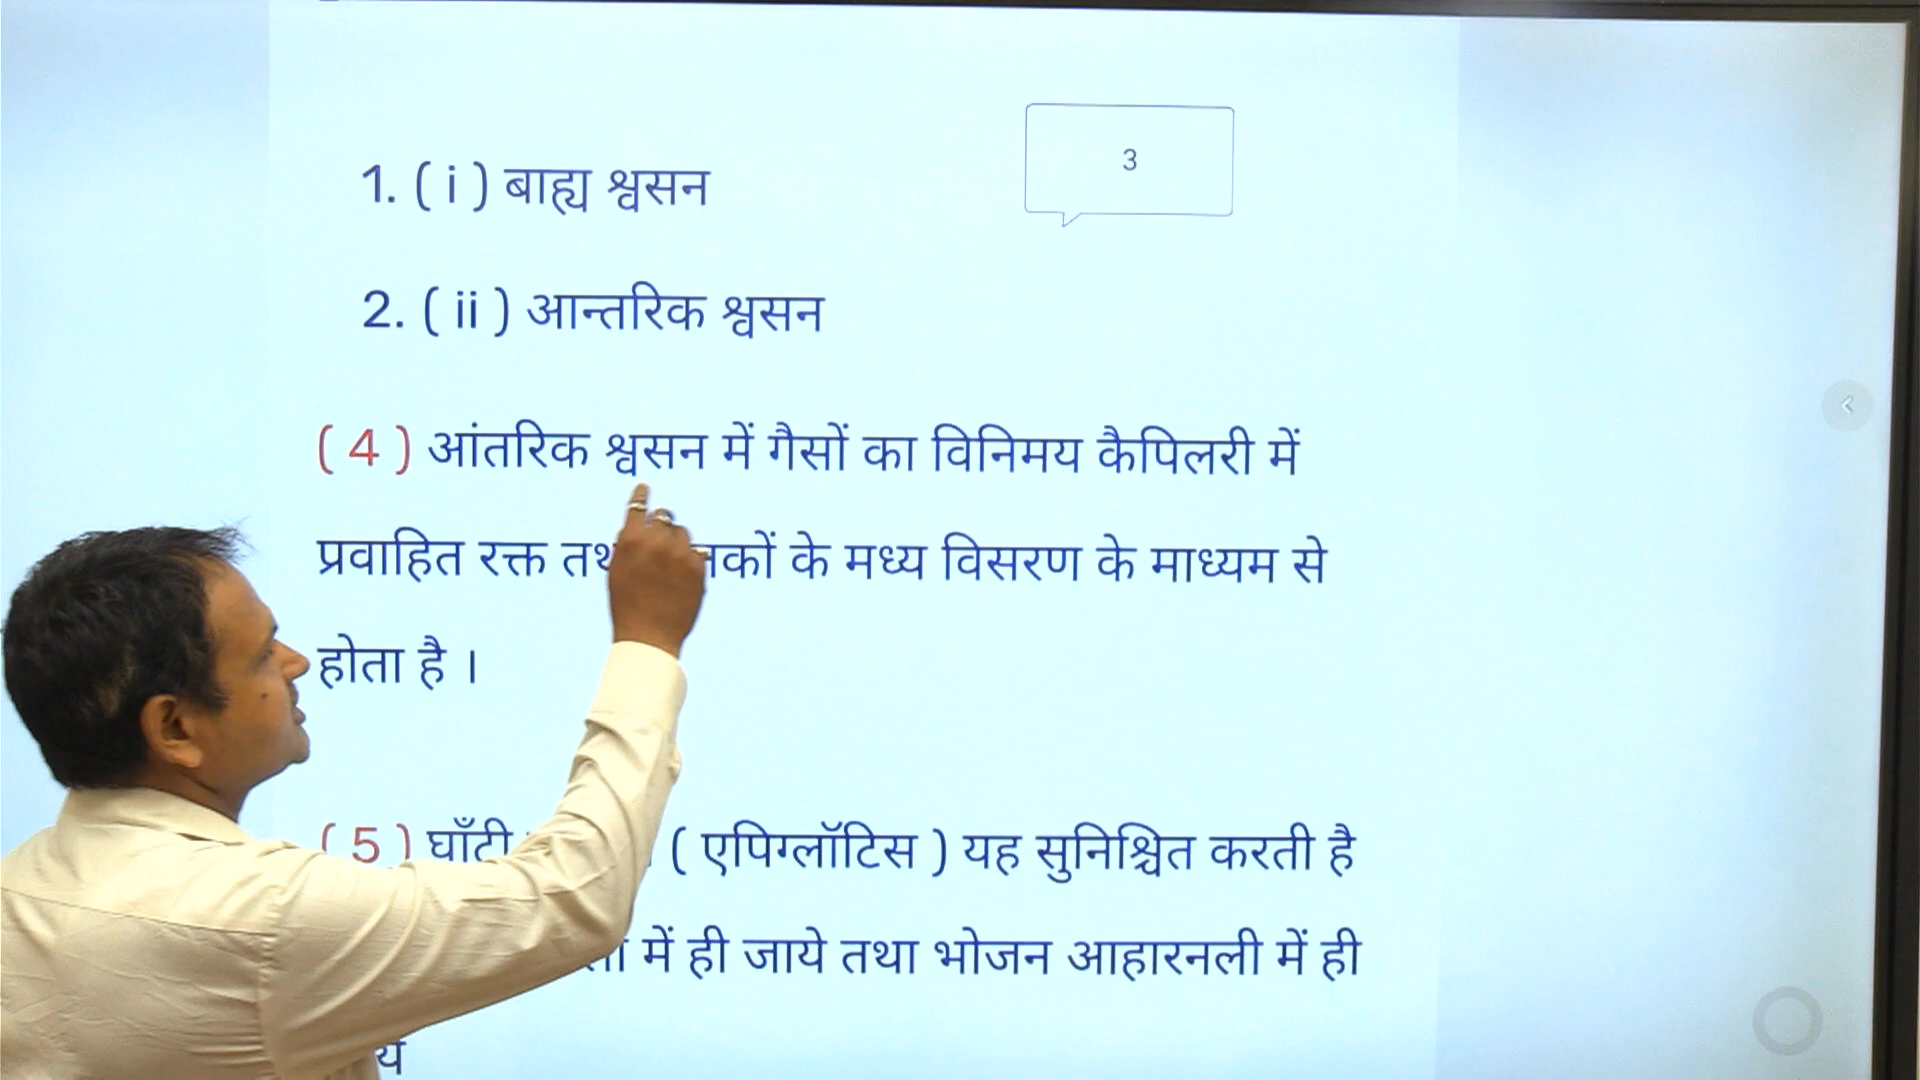 3
1. ( i ) बाह्य श्वसन
2. ( ii ) आन्तरिक श्वसन
( 4 ) आंतरिक श्वसन में गैसों का विनिमय कैपिलरी में
प्रवाहित रक्त के मध्य विसरण के माध्यम से
होता है ।
( 5 ) घाँटी ( एपिग्लॉटिस ) यह सुनिश्चित करती है
में ही जाये तथा भोजन आहारनली में ही